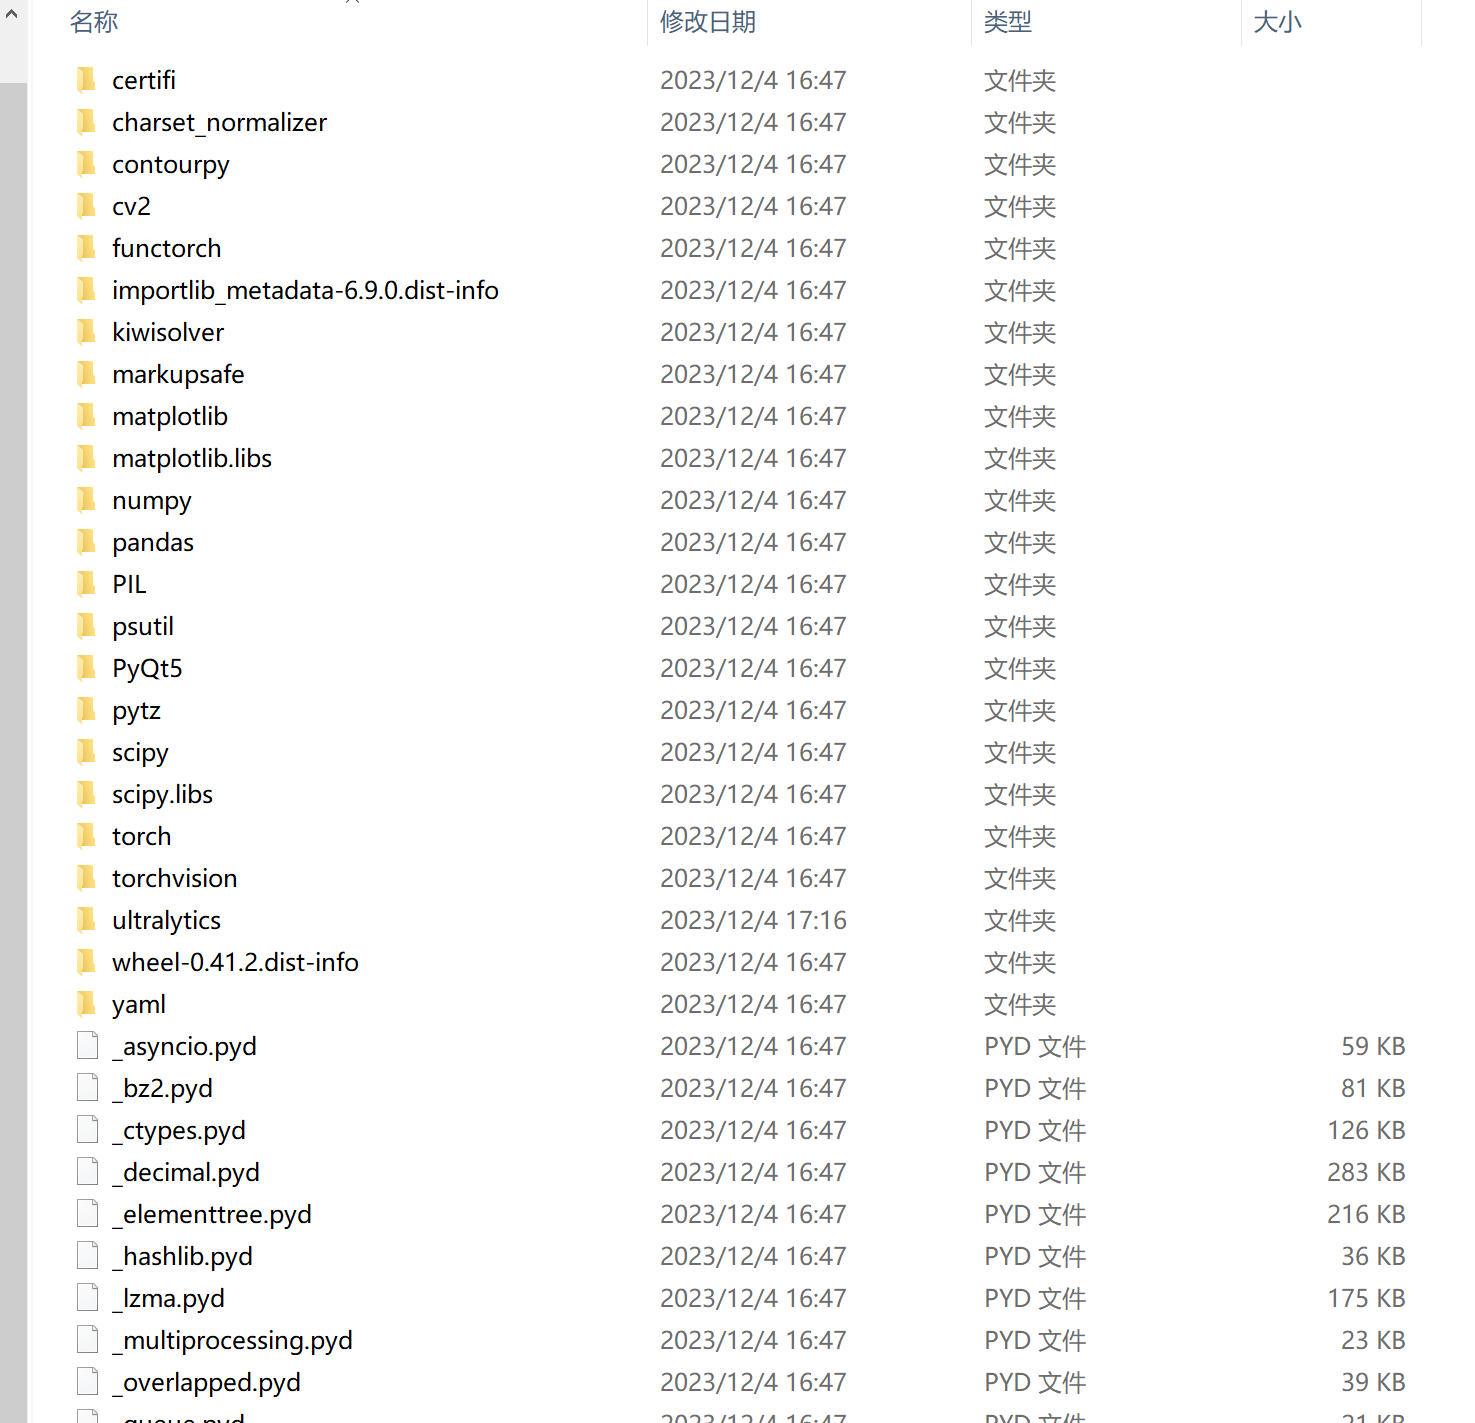 名称 修改日期 类型 大小
certifi 2023/12/4 16:47 文件夹
charset_normalizer 2023/12/4 16:47 文件夹
contourpy 2023/12/4 16:47 文件夹
cv2 2023/12/4 16:47 文件夹
functorch 2023/12/4 16:47 文件夹
importlib_metadata-6.9.0.dist-info 2023/12/4 16:47 文件夹
kiwisolver 2023/12/4 16:47 文件夹
markupsafe 2023/12/4 16:47 文件夹
matplotlib 2023/12/4 16:47 文件夹
matplotlib.libs 2023/12/4 16:47 文件夹
numpy 2023/12/4 16:47 文件夹
pandas 2023/12/4 16:47 文件夹
PIL 2023/12/4 16:47 文件夹
psutil 2023/12/4 16:47 文件夹
PyQt5 2023/12/4 16:47 文件夹
pytz 2023/12/4 16:47 文件夹
scipy 2023/12/4 16:47 文件夹
scipy.libs 2023/12/4 16:47 文件夹
torch 2023/12/4 16:47 文件夹
torchvision 2023/12/4 16:47 文件夹
ultralytics 2023/12/4 17:16 文件夹
wheel-0.41.2.dist-info 2023/12/4 16:47 文件夹
yaml 2023/12/4 16:47 文件夹
_asyncio.pyd 2023/12/4 16:47 PYD 文件 59 KB
_bz2.pyd 2023/12/4 16:47 PYD 文件 81 KB
_ctypes.pyd 2023/12/4 16:47 PYD 文件 126 KB
_decimal.pyd 2023/12/4 16:47 PYD 文件 283 KB
_elementtree.pyd 2023/12/4 16:47 PYD 文件 216 KB
_hashlib.pyd 2023/12/4 16:47 PYD 文件 36 KB
_lzma.pyd 2023/12/4 16:47 PYD 文件 175 KB
_multiprocessing.pyd 2023/12/4 16:47 PYD 文件 23 KB
_overlapped.pyd 2023/12/4 16:47 PYD 文件 39 KB
_queue.pyd 2023/12/4 16:47 PYD 文件